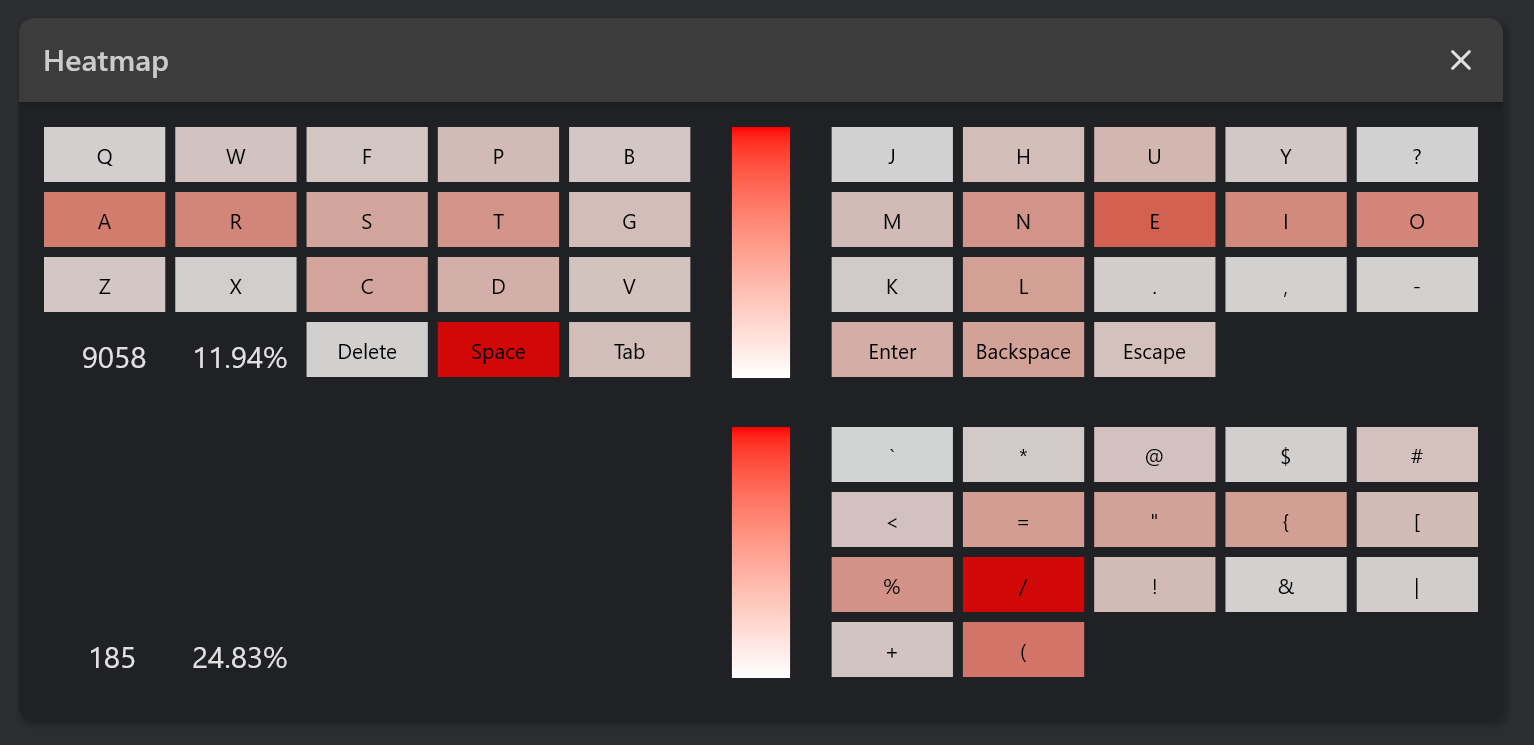 Heatmap
Q W F P B J H U Y ?
A R S T G M N E I O
Z X C D V K L . , -
9058 11.94% Delete Space Tab Enter Backspace Escape
` * @ $ #
< = " { [
% / ! & |
185 24.83% + (